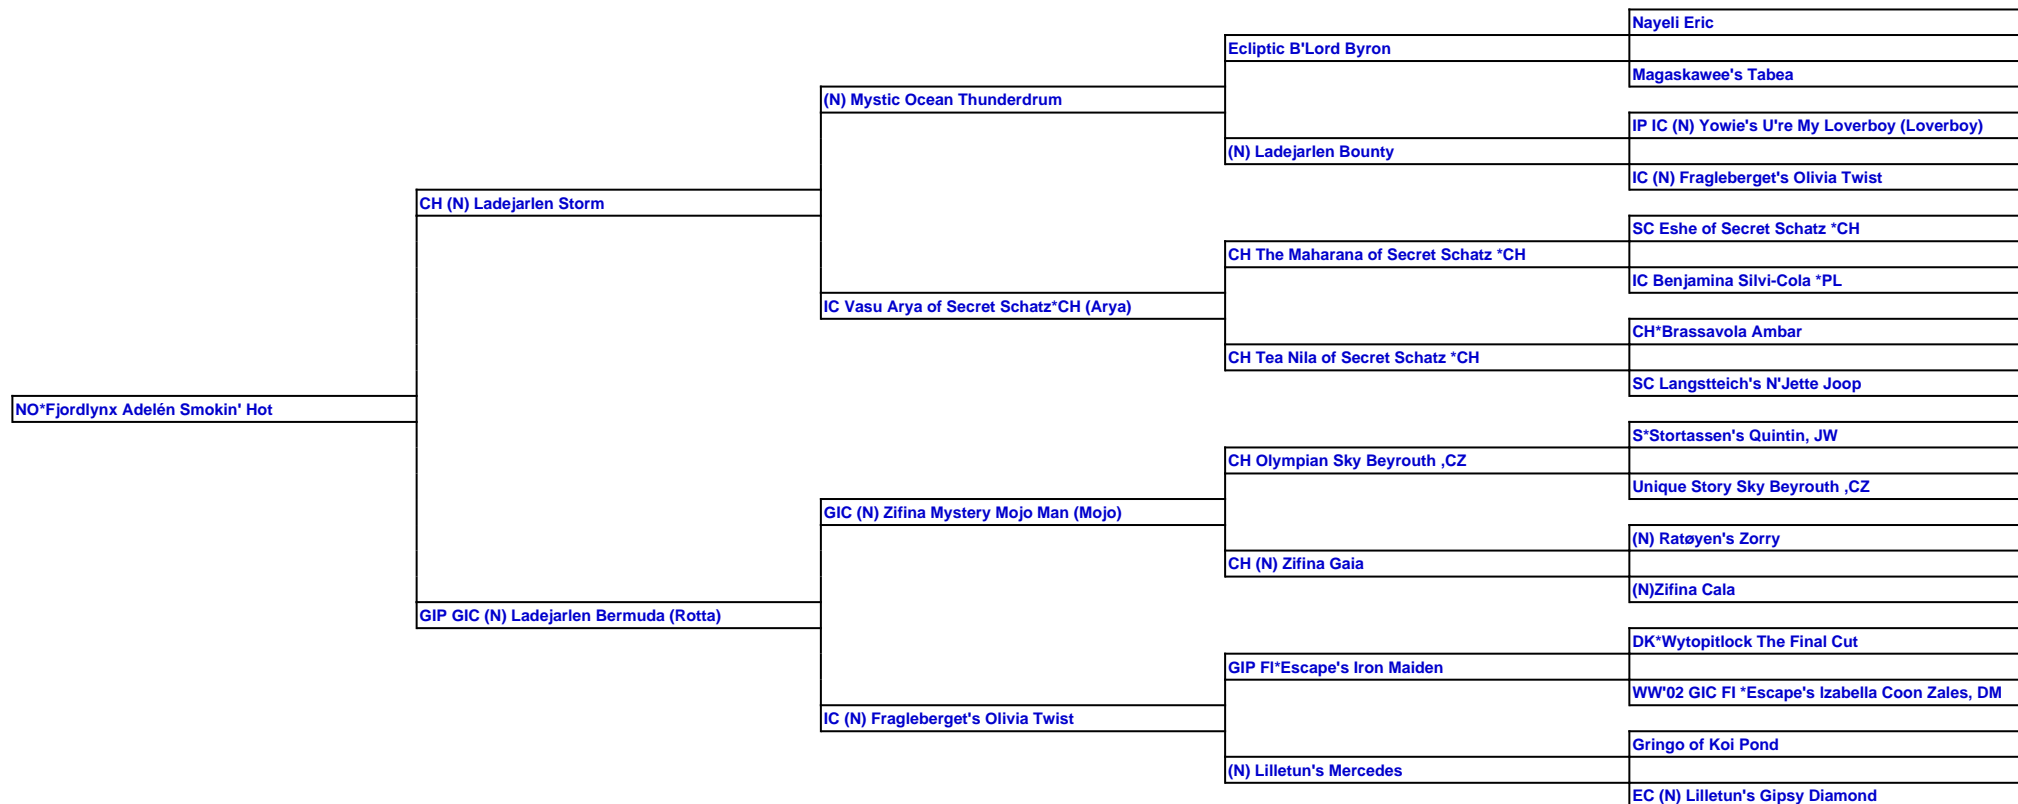 Nayeli Eric
Ecliptic B'Lord Byron
Magaskawee's Tabea
(N) Mystic Ocean Thunderdrum
IP IC (N) Yowie's U're My Loverboy (Loverboy)
(N) Ladejarlen Bounty
IC (N) Fragleberget's Olivia Twist
CH (N) Ladejarlen Storm
SC Eshe of Secret Schatz *CH
CH The Maharana of Secret Schatz *CH
IC Benjamina Silvi-Cola *PL
IC Vasu Arya of Secret Schatz*CH (Arya)
CH*Brassavola Ambar
CH Tea Nila of Secret Schatz *CH
SC Langstteich's N'Jette Joop
NO*Fjordlynx Adelén Smokin' Hot
S*Stortassen's Quintin, JW
CH Olympian Sky Beyrouth ,CZ
Unique Story Sky Beyrouth ,CZ
GIC (N) Zifina Mystery Mojo Man (Mojo)
(N) Ratøyen's Zorry
CH (N) Zifina Gaia
(N)Zifina Cala
GIP GIC (N) Ladejarlen Bermuda (Rotta)
DK*Wytopitlock The Final Cut
GIP FI*Escape's Iron Maiden
WW'02 GIC FI *Escape's Izabella Coon Zales, DM
IC (N) Fragleberget's Olivia Twist
Gringo of Koi Pond
(N) Lilletun's Mercedes
EC (N) Lilletun's Gipsy Diamond